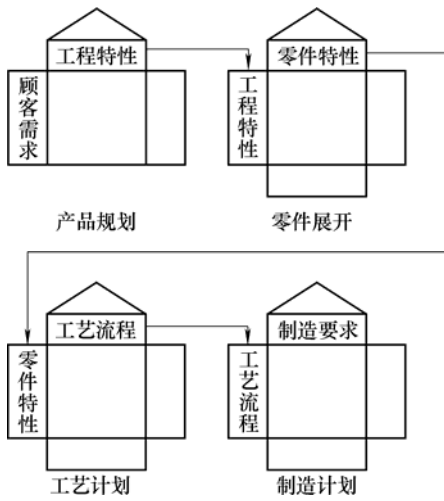 工程特性
顾客需求
产品规划
零件特性
工程特性
零件展开
工艺流程
零件特性
工艺计划
制造要求
工艺流程
制造计划